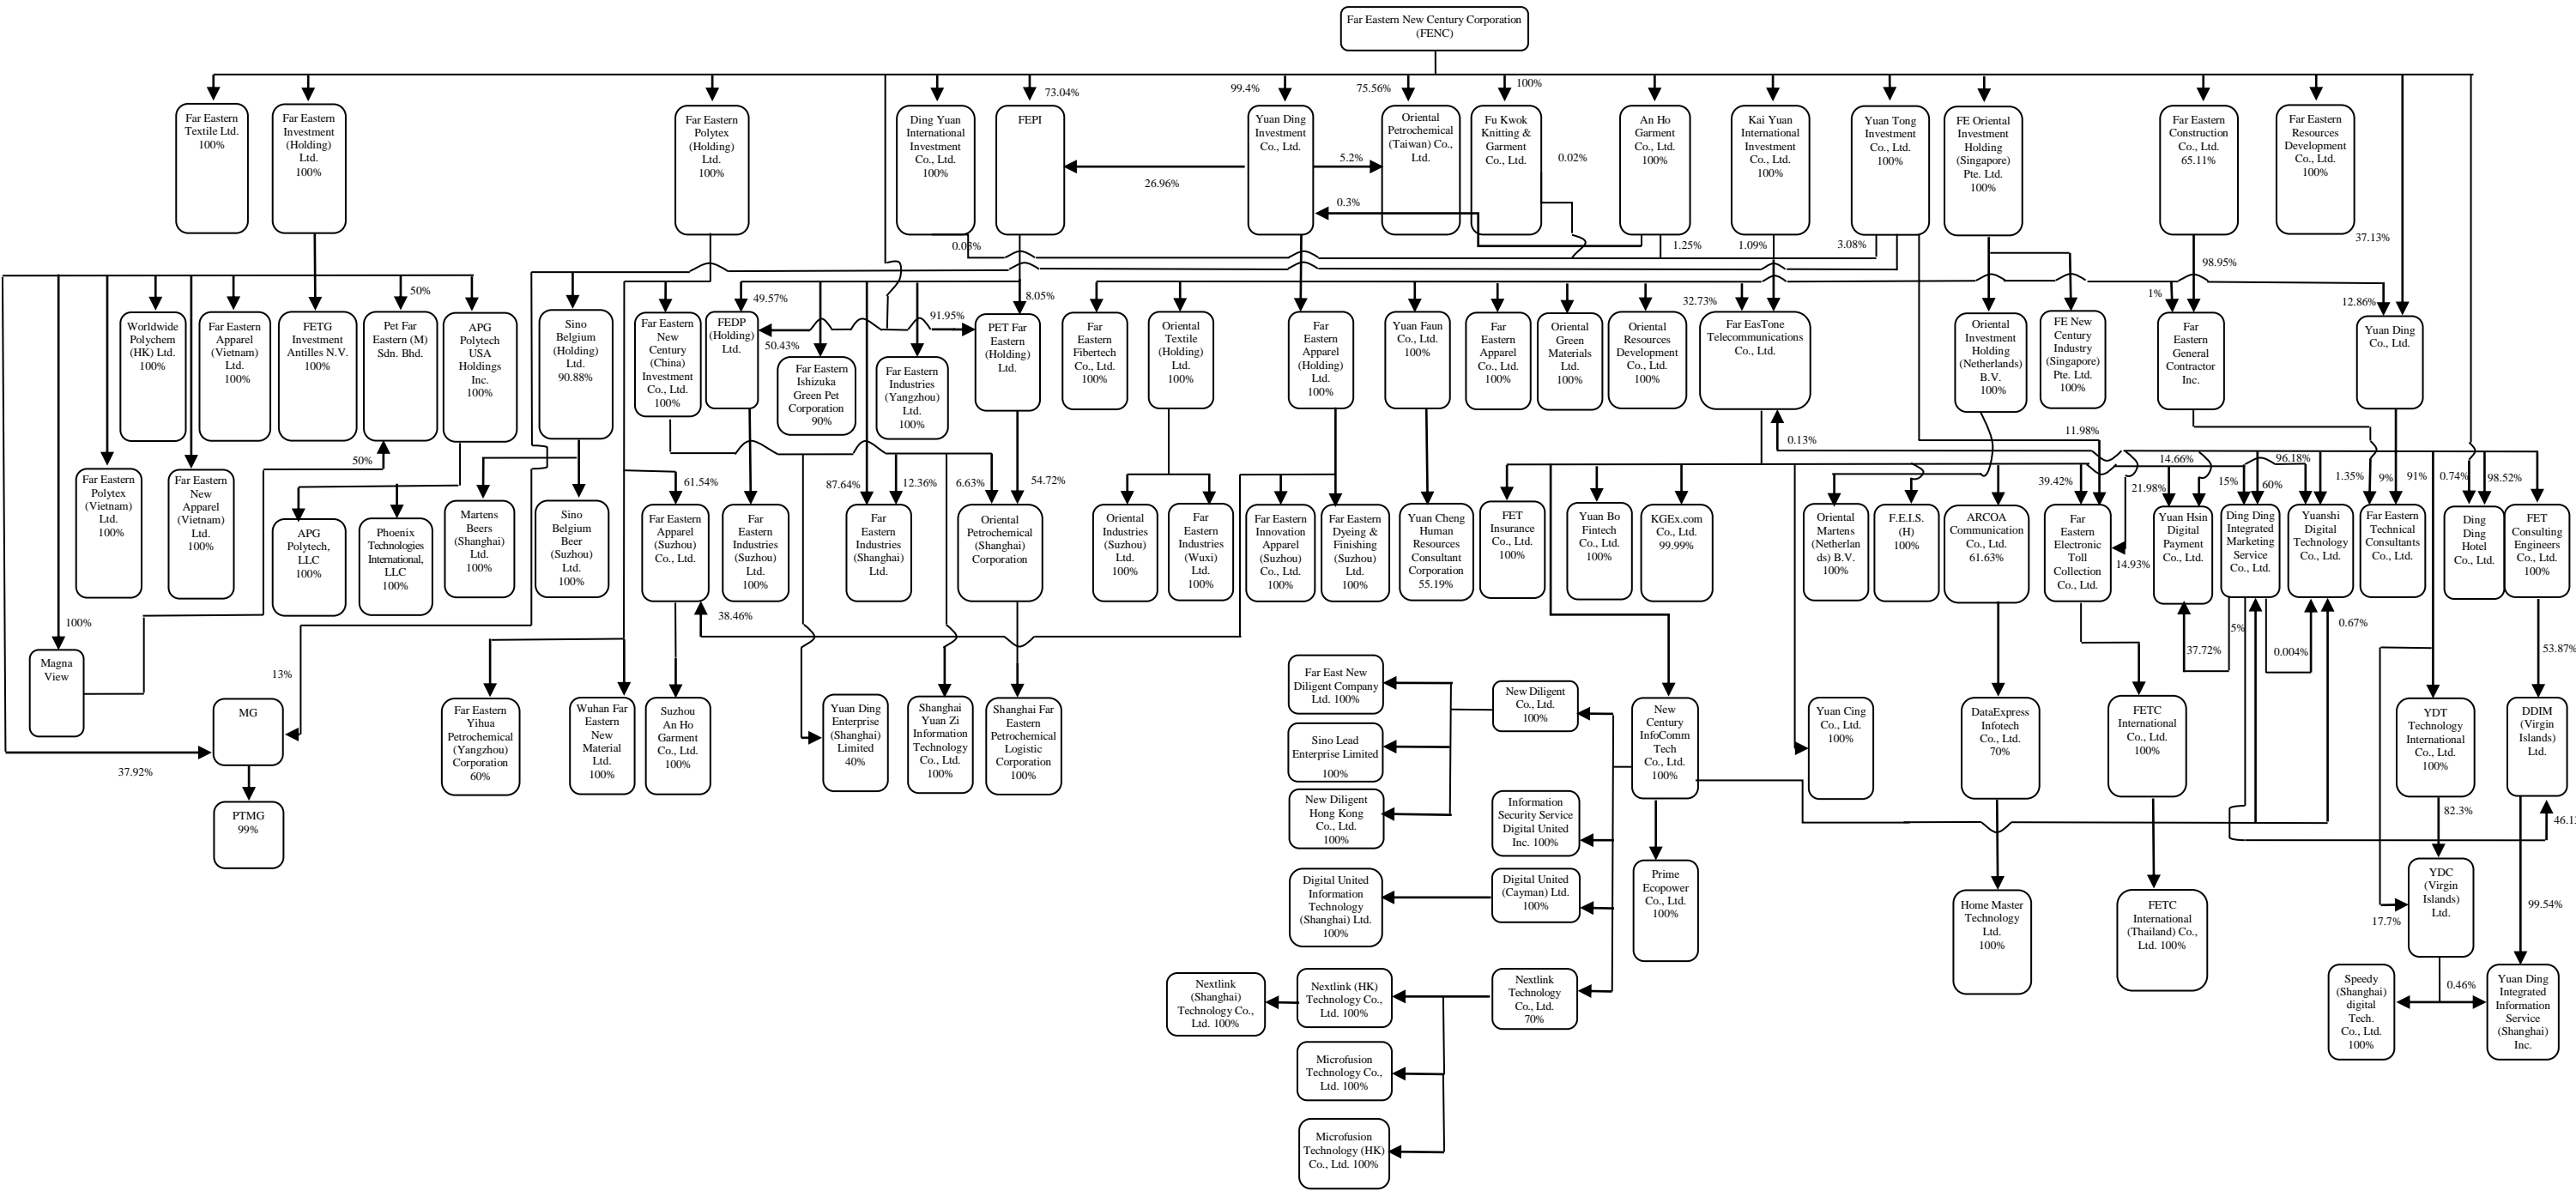 Far Eastern New Century Corporation
(FENC)
73.04%
99.4%
75.56%
100%
Far Eastern
Textile Ltd.
100%
Far Eastern
Investment
(Holding)
Ltd.
100%
Far Eastern
Polytex
(Holding)
Ltd.
100%
Ding Yuan
International
Investment
Co., Ltd.
100%
FEPI
Yuan Ding
Investment
Co., Ltd.
Oriental
Petrochemical
(Taiwan) Co.,
Ltd.
Fu Kwok
Knitting &
Garment
Co., Ltd.
An Ho
Garment
Co., Ltd.
100%
Kai Yuan
International
Investment
Co., Ltd.
100%
Yuan Tong
Investment
Co., Ltd.
100%
FE Oriental
Investment
Holding
(Singapore)
Pte. Ltd.
100%
Far Eastern
Construction
Co., Ltd.
65.11%
Far Eastern
Resources
Development
Co., Ltd.
100%
26.96%
5.2%
0.02%
0.3%
0.03%
1.25%
1.09%
3.08%
37.13%
98.95%
50%
49.57%
8.05%
91.95%
50.43%
32.73%
1%
12.86%
Worldwide
Polychem
(HK) Ltd.
100%
Far Eastern
Apparel
(Vietnam)
Ltd.
100%
FETG
Investment
Antilles N.V.
100%
Pet Far
Eastern (M)
Sdn. Bhd.
APG
Polytech
USA
Holdings
Inc.
100%
Sino
Belgium
(Holding)
Ltd.
90.88%
Far Eastern
New
Century
(China)
Investment
Co., Ltd.
100%
FEDP
(Holding)
Ltd.
Far Eastern
Ishizuka
Green Pet
Corporation
90%
Far Eastern
Industries
(Yangzhou)
Ltd.
100%
PET Far
Eastern
(Holding)
Ltd.
Far
Eastern
Fibertech
Co., Ltd.
100%
Oriental
Textile
(Holding)
Ltd.
100%
Far
Eastern
Apparel
(Holding)
Ltd.
100%
Yuan Faun
Co., Ltd.
100%
Far
Eastern
Apparel
Co., Ltd.
100%
Oriental
Green
Materials
Ltd.
100%
Oriental
Resources
Development
Co., Ltd.
100%
Far EasTone
Telecommunications
Co., Ltd.
Oriental
Investment
Holding
(Netherlands)
B.V.
100%
FE New
Century
Industry
(Singapore)
Pte. Ltd.
100%
Far
Eastern
General
Contractor
Inc.
Yuan Ding
Co., Ltd.
50%
61.54%
87.64%
12.36%
6.63%
54.72%
0.13%
11.98%
39.42%
14.66%
21.98%
96.18%
15%
60%
1.35%
9%
91%
0.74%
98.52%
Far Eastern
Polytex
(Vietnam)
Ltd.
100%
Far Eastern
New
Apparel
(Vietnam)
Ltd.
100%
APG
Polytech,
LLC
100%
Phoenix
Technologies
International,
LLC
100%
Martens
Beers
(Shanghai)
Ltd.
100%
Sino
Belgium
Beer
(Suzhou)
Ltd.
100%
Far Eastern
Apparel
(Suzhou)
Co., Ltd.
Far
Eastern
Industries
(Suzhou)
Ltd.
100%
Far
Eastern
Industries
(Shanghai)
Ltd.
Oriental
Petrochemical
(Shanghai)
Corporation
Oriental
Industries
(Suzhou)
Ltd.
100%
Far
Eastern
Industries
(Wuxi)
Ltd.
100%
Far Eastern
Innovation
Apparel
(Suzhou)
Co., Ltd.
100%
Far Eastern
Dyeing &
Finishing
(Suzhou)
Ltd.
100%
Yuan Cheng
Human
Resources
Consultant
Corporation
55.19%
FET
Insurance
Co., Ltd.
100%
Yuan Bo
Fintech
Co., Ltd.
100%
KGEx.com
Co., Ltd.
99.99%
Oriental
Martens
(Netherlan
ds) B.V.
100%
F.E.I.S.
(H)
100%
ARCOA
Communication
Co., Ltd.
61.63%
Far
Eastern
Electronic
Toll
Collection
Co., Ltd.
14.93%
Yuan Hsin
Digital
Payment
Co., Ltd.
Ding Ding
Integrated
Marketing
Service
Co., Ltd.
Yuanshi
Digital
Technology
Co., Ltd.
Far Eastern
Technical
Consultants
Co., Ltd.
Ding
Ding
Hotel
Co., Ltd.
FET
Consulting
Engineers
Co., Ltd.
100%
38.46%
100%
5%
0.67%
37.72%
0.004%
53.87%
Magna
View
13%
MG
37.92%
PTMG
99%
Far Eastern
Yihua
Petrochemical
(Yangzhou)
Corporation
60%
Wuhan Far
Eastern
New
Material
Ltd.
100%
Suzhou
An Ho
Garment
Co., Ltd.
100%
Yuan Ding
Enterprise
(Shanghai)
Limited
40%
Shanghai
Yuan Zi
Information
Technology
Co., Ltd.
100%
Shanghai Far
Eastern
Petrochemical
Logistic
Corporation
100%
Far East New
Diligent Company
Ltd. 100%
Sino Lead
Enterprise Limited
100%
New Diligent
Hong Kong
Co., Ltd.
100%
New Diligent
Co., Ltd.
100%
New
Century
InfoComm
Tech
Co., Ltd.
100%
Yuan Cing
Co., Ltd.
100%
DataExpress
Infotech
Co., Ltd.
70%
FETC
International
Co., Ltd.
100%
YDT
Technology
International
Co., Ltd.
100%
DDIM
(Virgin
Islands)
Ltd.
82.3%
Information
Security Service
Digital United
Inc. 100%
Digital United
Information
Technology
(Shanghai) Ltd.
100%
Digital United
(Cayman) Ltd.
100%
Prime
Ecopower
Co., Ltd.
100%
Home Master
Technology
Ltd.
100%
FETC
International
(Thailand) Co.,
Ltd. 100%
YDC
(Virgin
Islands)
Ltd.
17.7%
99.54%
Nextlink
(Shanghai)
Technology Co.,
Ltd. 100%
Nextlink (HK)
Technology Co.,
Ltd. 100%
Nextlink
Technology
Co., Ltd.
70%
Speedy
(Shanghai)
digital
Tech.
Co., Ltd.
100%
0.46%
Yuan Ding
Integrated
Information
Service
(Shanghai)
Inc.
Microfusion
Technology Co.,
Ltd. 100%
Microfusion
Technology (HK)
Co., Ltd. 100%